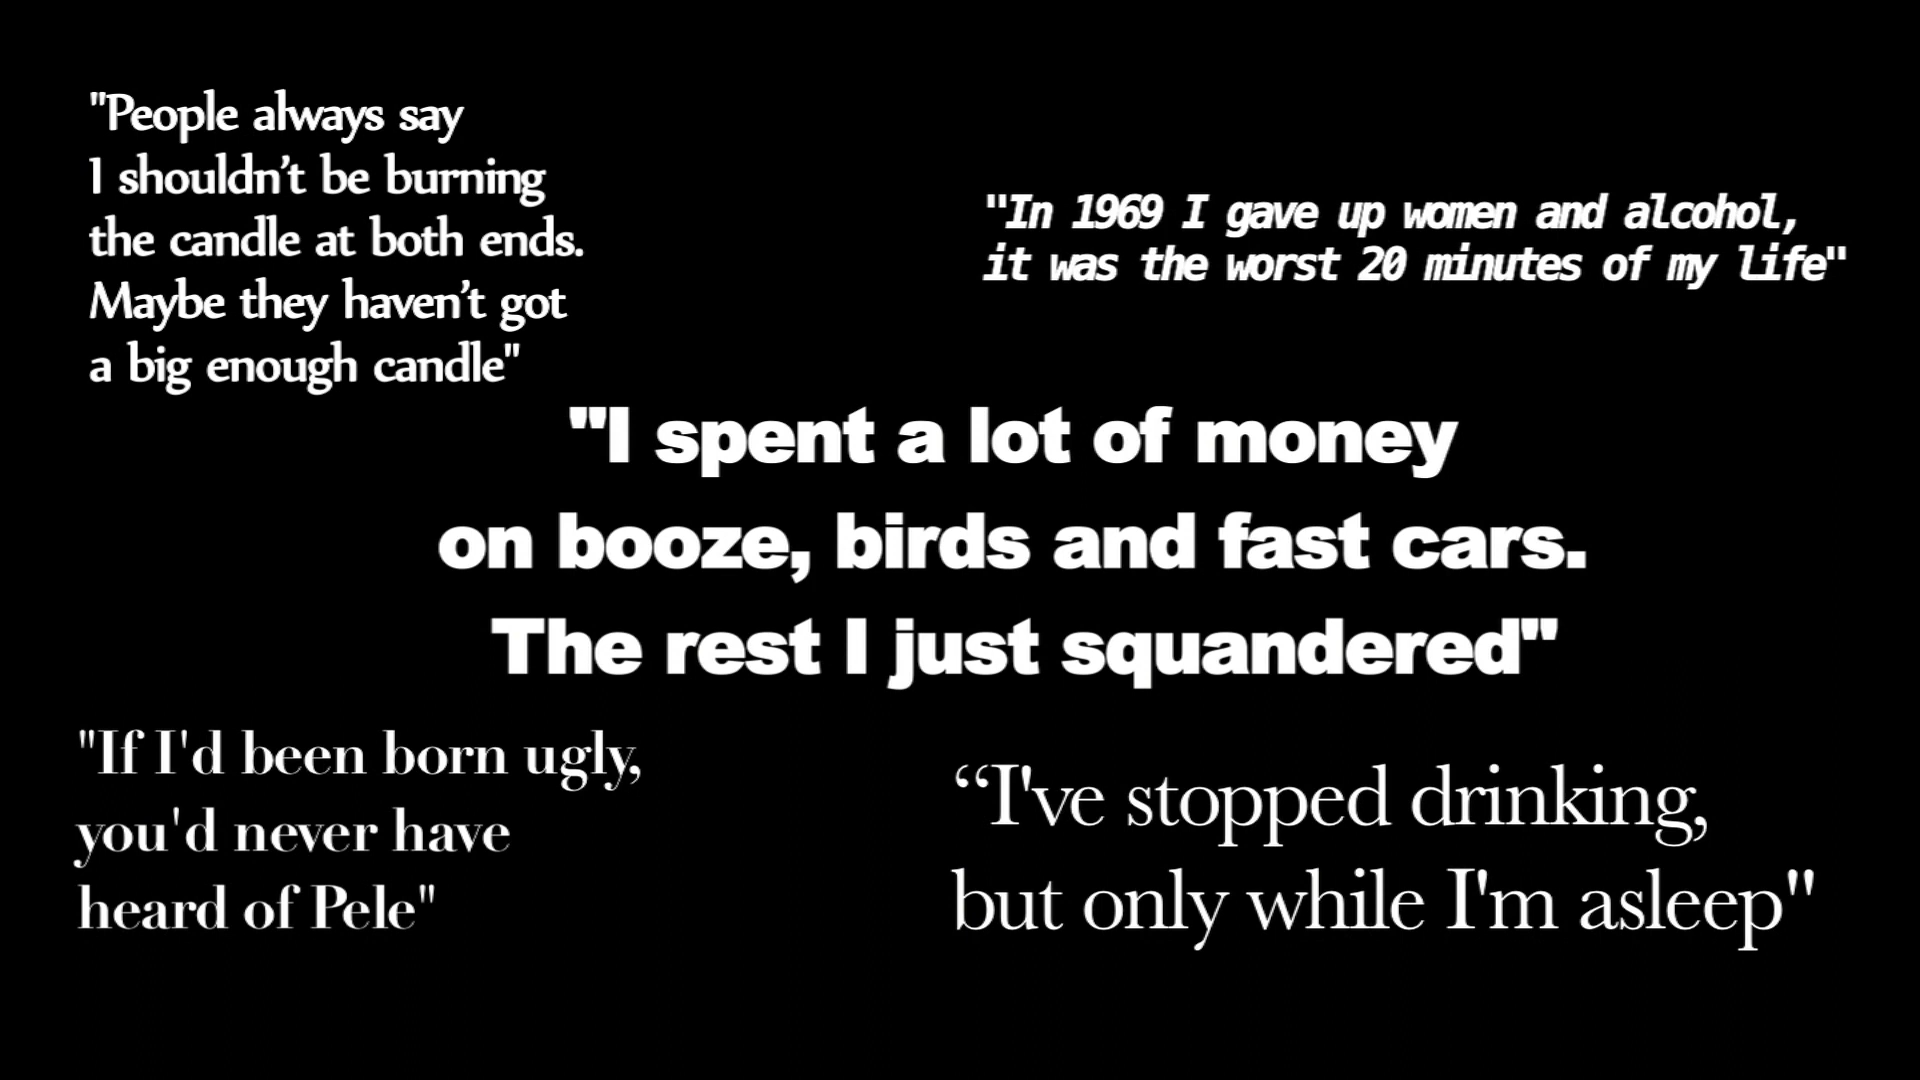 "People always say
I shouldn’t be burning
the candle at both ends.
Maybe they haven’t got
a big enough candle"
"In 1969 I gave up women and alcohol,
it was the worst 20 minutes of my life"
"I spent a lot of money
on booze, birds and fast cars.
The rest I just squandered"
"If I'd been born ugly,
you'd never have
heard of Pele"
“I've stopped drinking,
but only while I'm asleep"